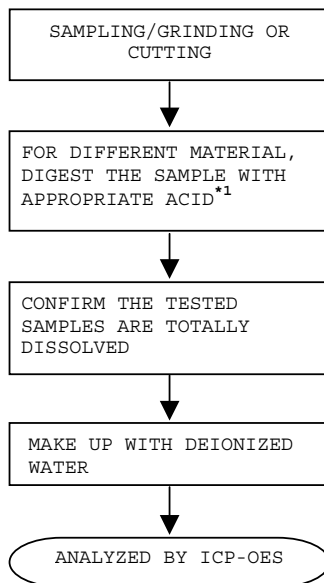 SAMPLING/GRINDING OR
CUTTING
FOR DIFFERENT MATERIAL,
DIGEST THE SAMPLE WITH
APPROPRIATE ACID*1
CONFIRM THE TESTED
SAMPLES ARE TOTALLY
DISSOLVED
MAKE UP WITH DEIONIZED
WATER
ANALYZED BY ICP-OES